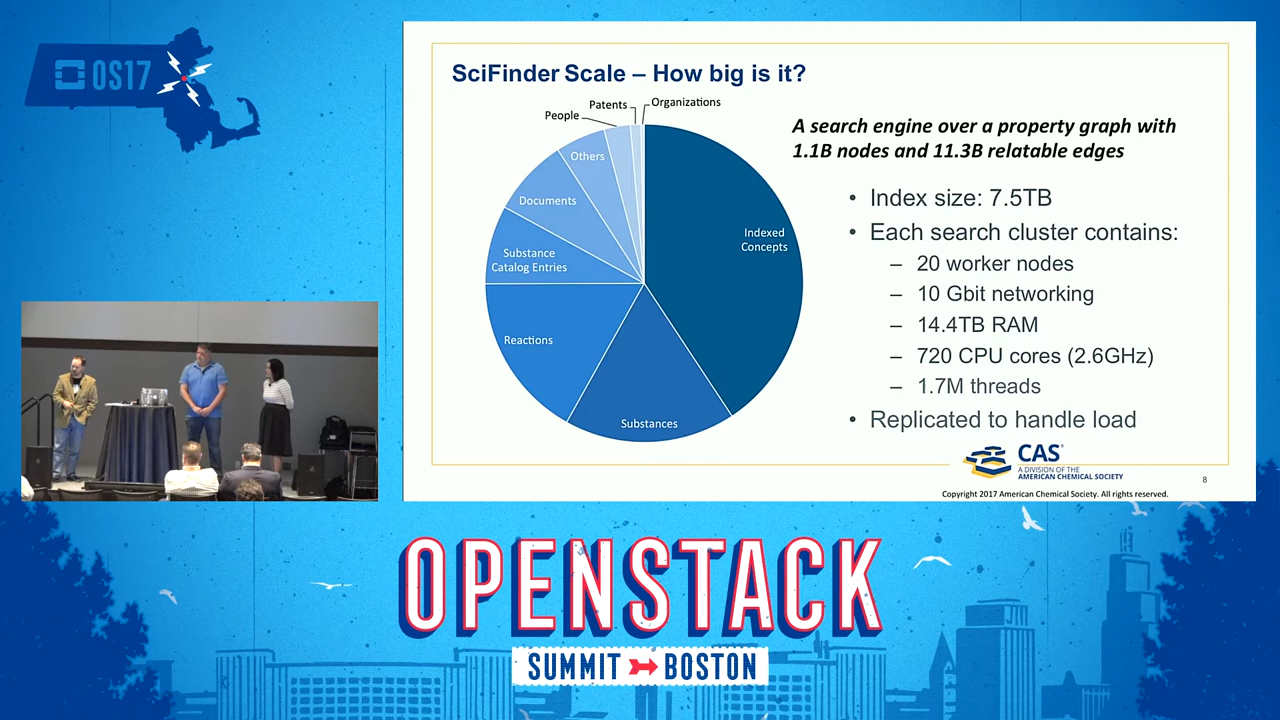 OS17
SciFinder Scale – How big is it?
Patents
Organizations
People
Others
Documents
Indexed
Concepts
Substance
Catalog Entries
Reactions
Substances
A search engine over a property graph with
1.1B nodes and 11.3B relatable edges
• Index size: 7.5TB
• Each search cluster contains:
– 20 worker nodes
– 10 Gbit networking
– 14.4TB RAM
– 720 CPU cores (2.6GHz)
– 1.7M threads
• Replicated to handle load
CAS®
A DIVISION OF THE
AMERICAN CHEMICAL SOCIETY
8
Copyright 2017 American Chemical Society. All rights reserved.
OPENSTACK
SUMMIT BOSTON